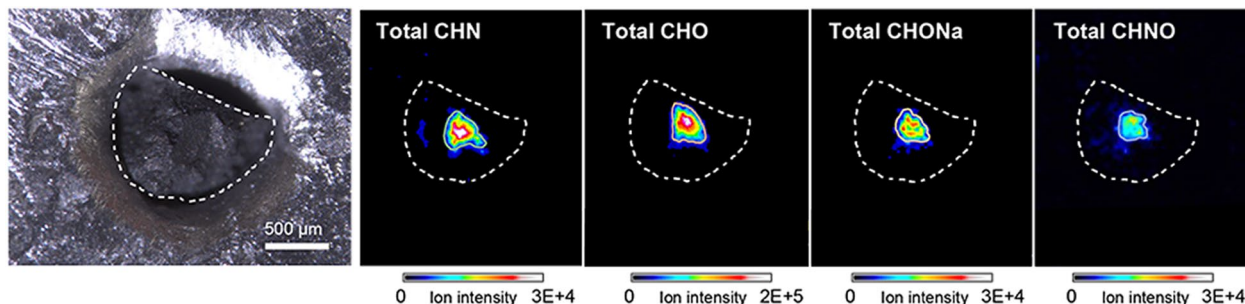 Total CHN
Total CHO
Total CHONa
Total CHNO
500 µm
0 Ion intensity 3E+4
0 Ion intensity 2E+5
0 Ion intensity 3E+4
0 Ion intensity 3E+4